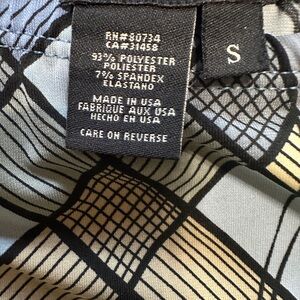 RN#80734
CA#31458
93% POLYESTER
POLIESTER
7% SPANDEX
ELASTANO
MADE IN USA
FABRIQUE AUX USA
HECHO EN USA
CARE ON REVERSE
S